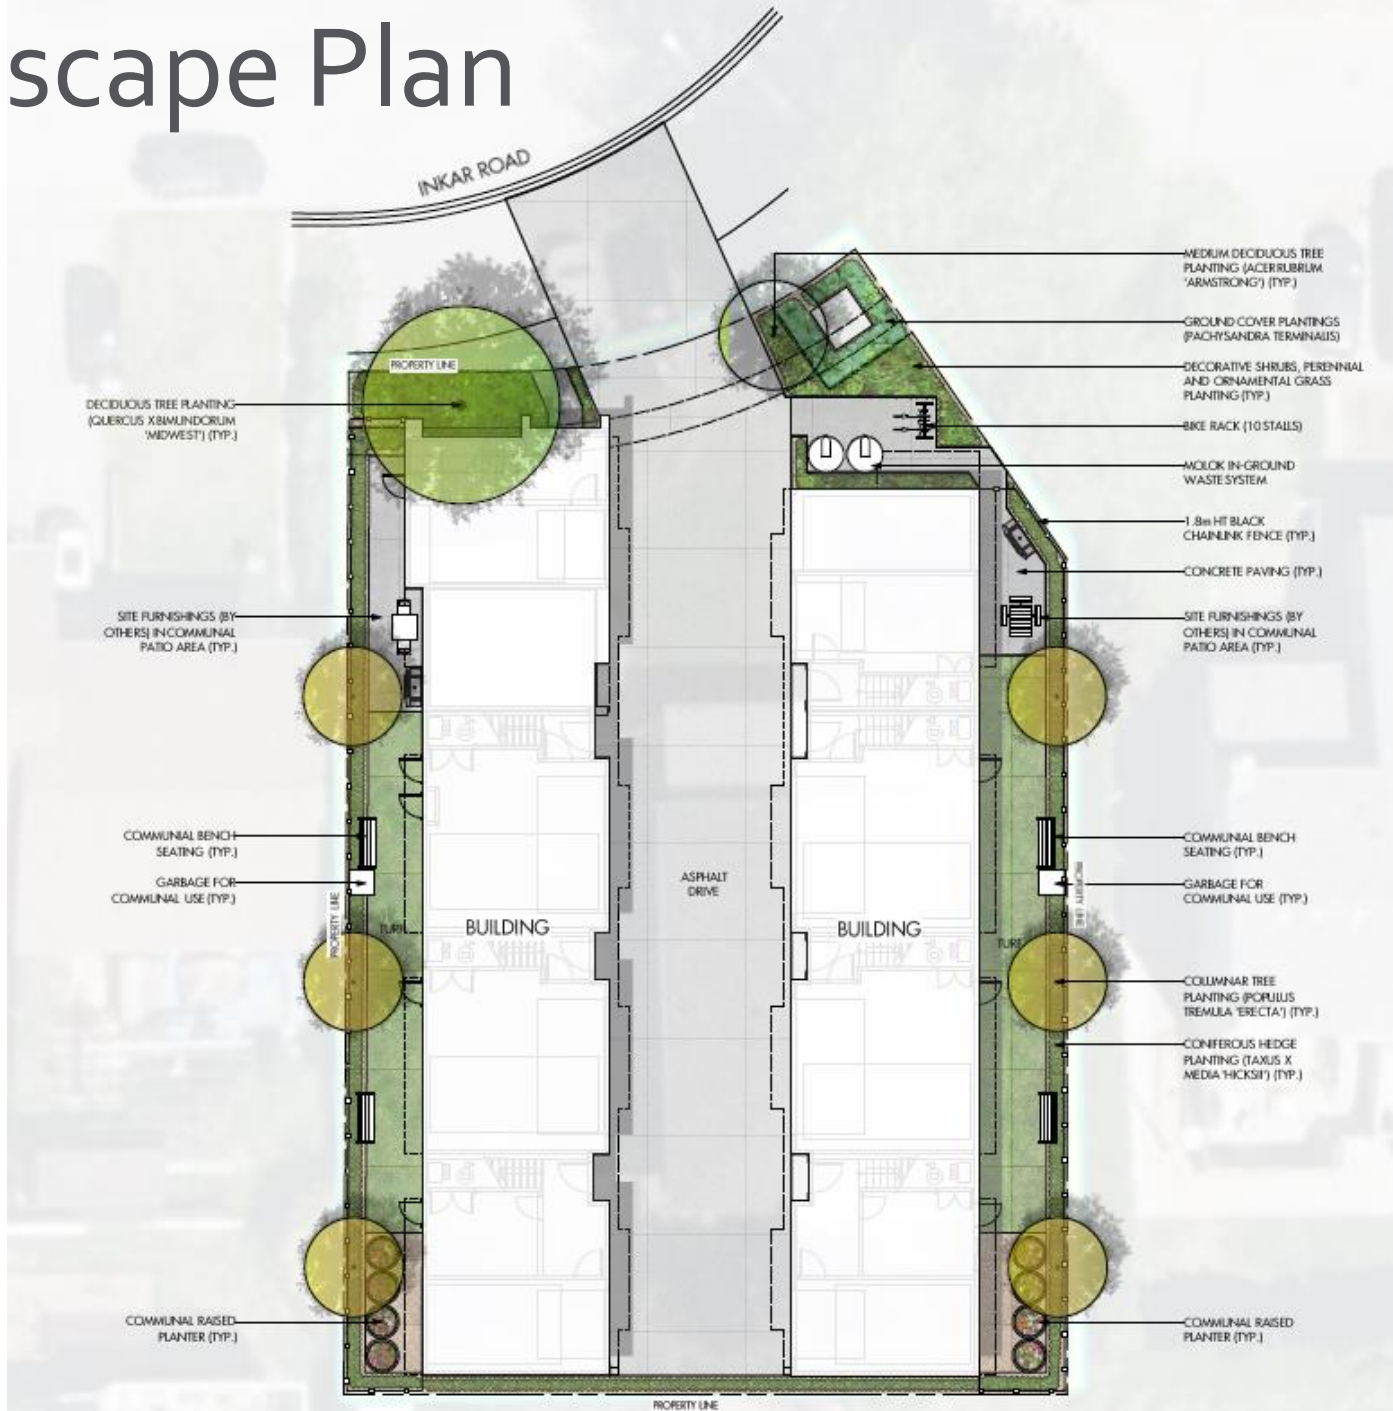 scape Plan
INKAR ROAD
PROPERTY LINE
DECIDUOUS TREE PLANTING
(QUERCUS X BIMUNDORUM
'MIDWEST') (TYP.)
SITE FURNISHINGS (BY
OTHERS) IN COMMUNAL
PATIO AREA (TYP.)
COMMUNIAL BENCH
SEATING (TYP.)
GARBAGE FOR
COMMUNAL USE (TYP.)
PROPERTY LINE
TURF
BUILDING
COMMUNAL RAISED
PLANTER (TYP.)
ASPHALT
DRIVE
BUILDING
TURF
PROPERTY LINE
MEDIUM DECIDUOUS TREE
PLANTING (ACER RUBRUM
'ARMSTRONG') (TYP.)
GROUND COVER PLANTINGS
(PACHYSANDRA TERMINALIS)
DECORATIVE SHRUBS, PERENNIAL
AND ORNAMENTAL GRASS
PLANTING (TYP.)
BIKE RACK (10 STALLS)
MOLOK IN-GROUND
WASTE SYSTEM
1.8m HT BLACK
CHAINLINK FENCE (TYP.)
CONCRETE PAVING (TYP.)
SITE FURNISHINGS (BY
OTHERS) IN COMMUNAL
PATIO AREA (TYP.)
COMMUNAL BENCH
SEATING (TYP.)
GARBAGE FOR
COMMUNAL USE (TYP.)
COLUMNAR TREE
PLANTING (POPULUS
TREMULA 'ERECTA') (TYP.)
CONIFEROUS HEDGE
PLANTING (TAXUS X
MEDIA 'HICKSII') (TYP.)
COMMUNAL RAISED
PLANTER (TYP.)
PROPERTY LINE